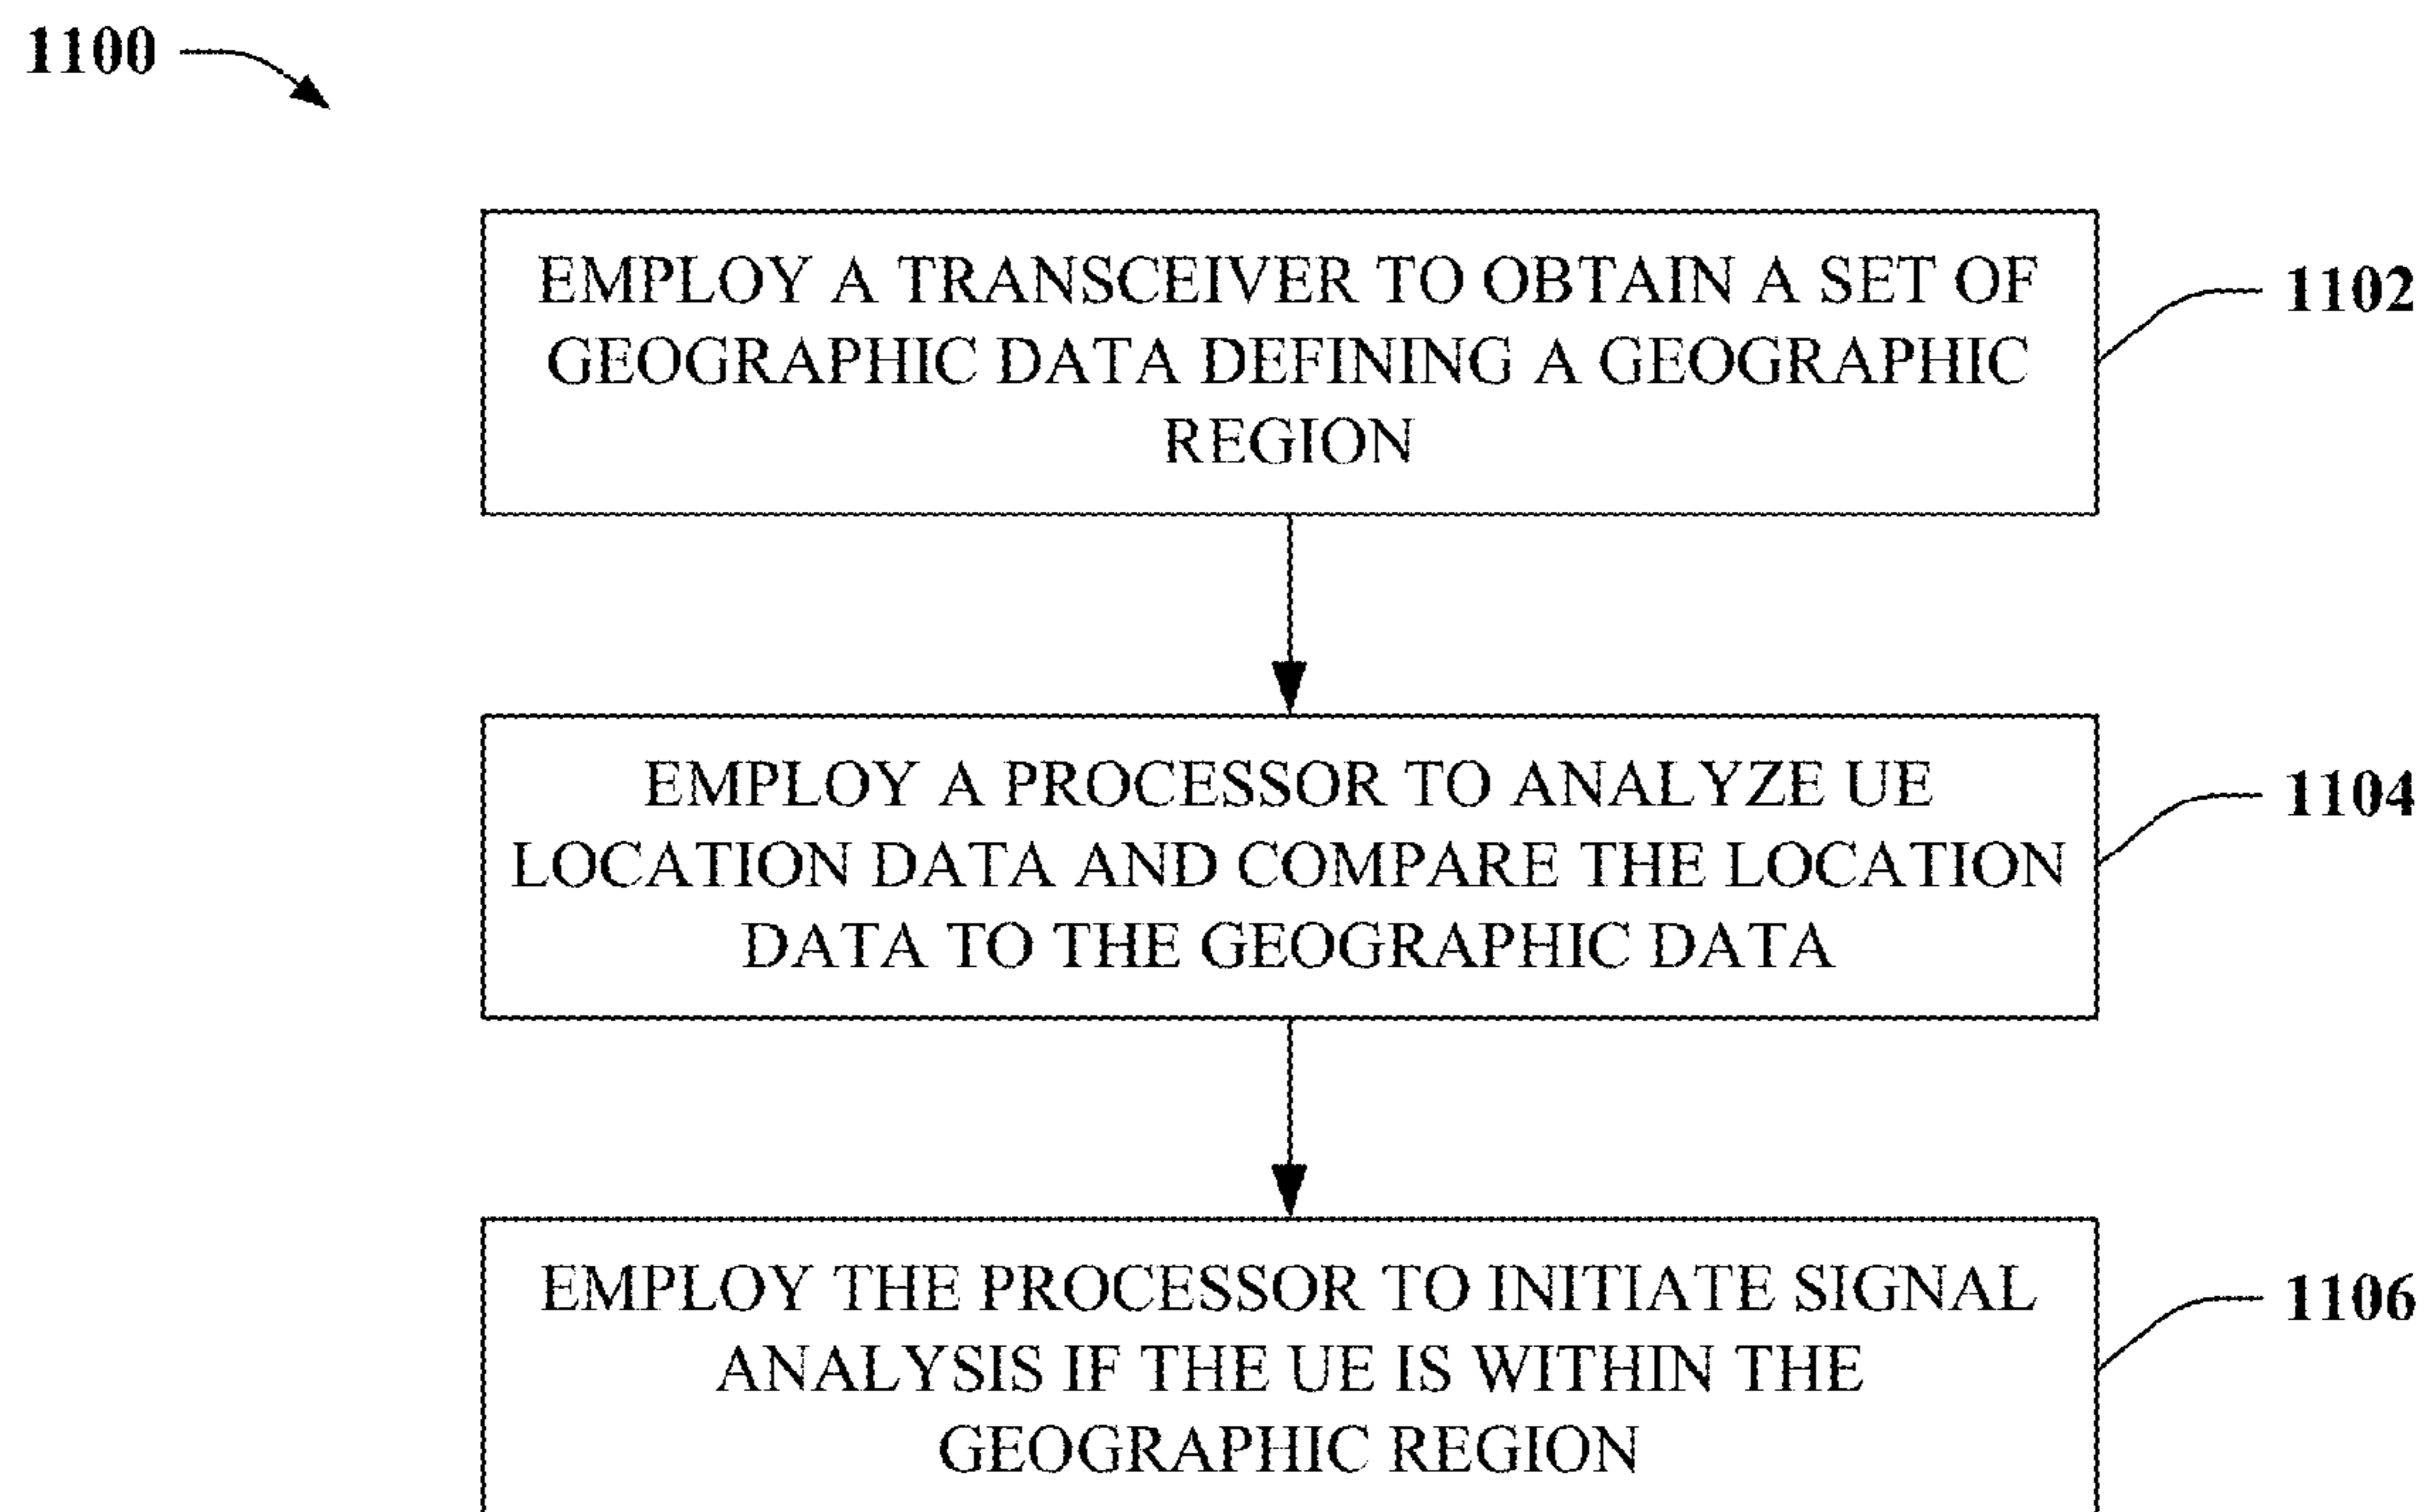 1100
EMPLOY A TRANSCEIVER TO OBTAIN A SET OF
GEOGRAPHIC DATA DEFINING A GEOGRAPHIC
REGION
1102
EMPLOY A PROCESSOR TO ANALYZE UE
LOCATION DATA AND COMPARE THE LOCATION
DATA TO THE GEOGRAPHIC DATA
1104
EMPLOY THE PROCESSOR TO INITIATE SIGNAL
ANALYSIS IF THE UE IS WITHIN THE
GEOGRAPHIC REGION
1106